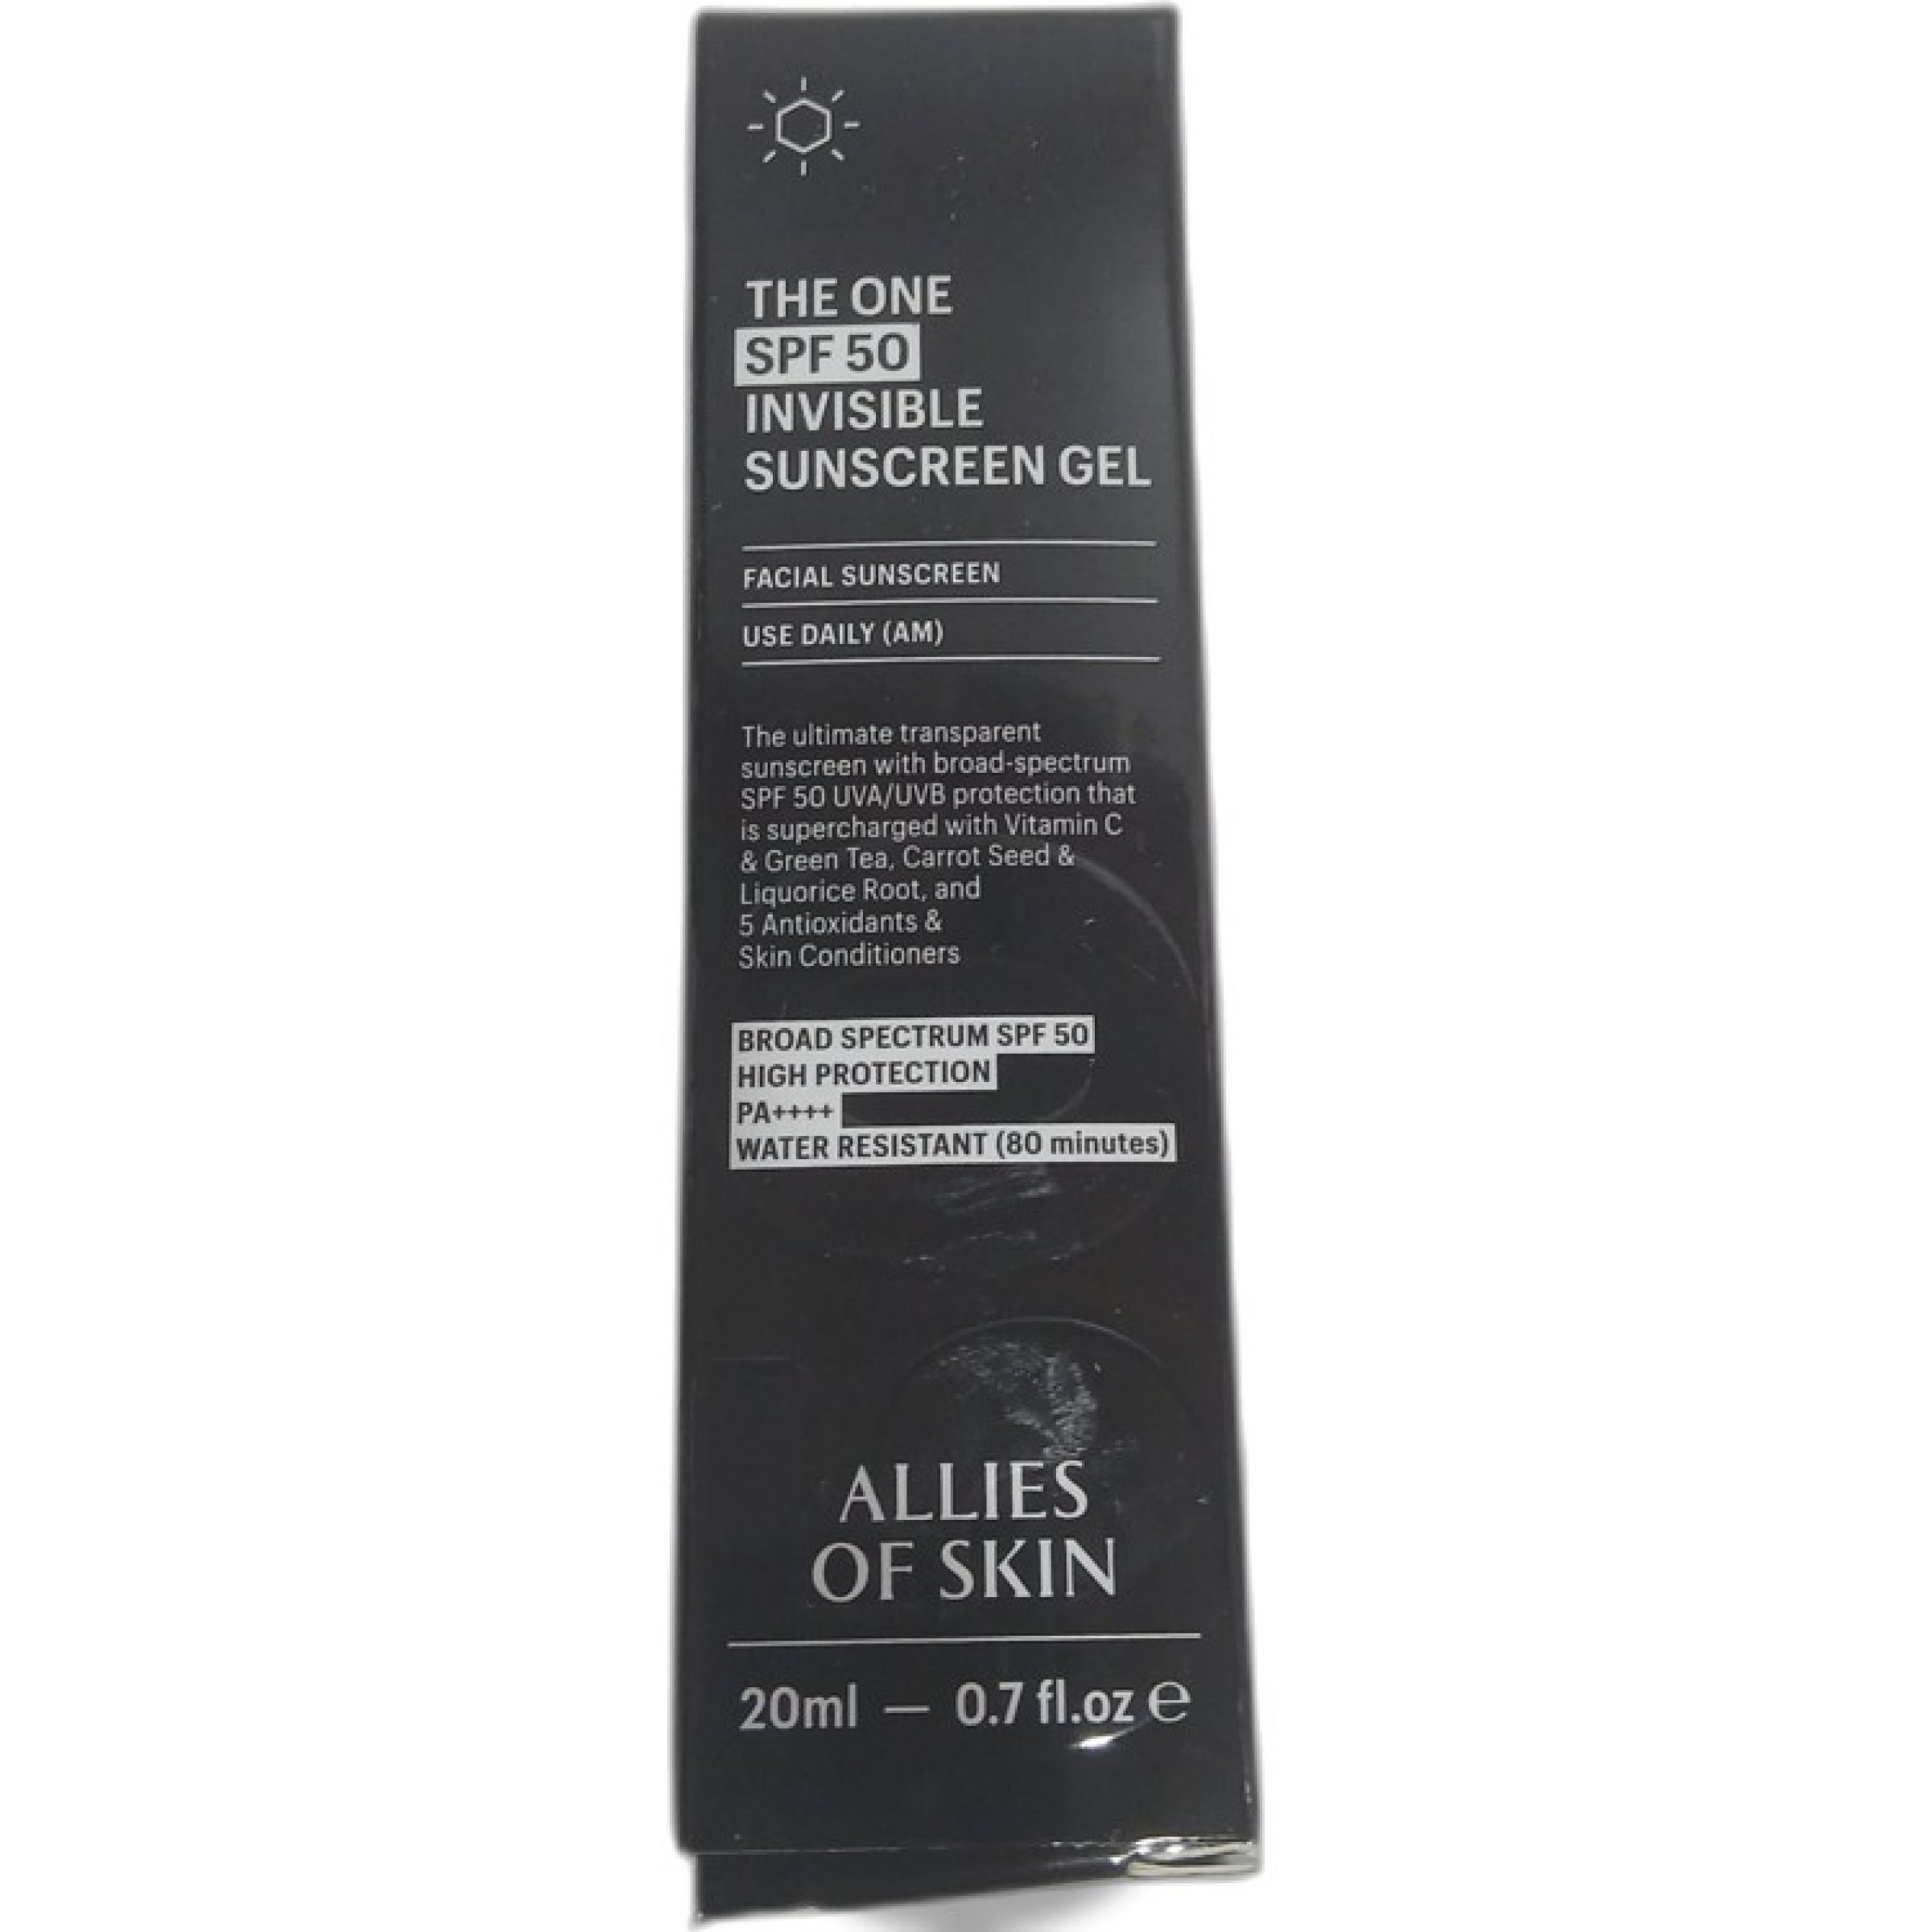 THE ONE
SPF 50
INVISIBLE
SUNSCREEN GEL
FACIAL SUNSCREEN
USE DAILY (AM)
The ultimate transparent
sunscreen with broad-spectrum
SPF 50 UVA/UVB protection that
is supercharged with Vitamin C
& Green Tea, Carrot Seed &
Liquorice Root, and
5 Antioxidants &
Skin Conditioners
BROAD SPECTRUM SPF 50
HIGH PROTECTION
PA++++
WATER RESISTANT (80 minutes)
ALLIES
OF SKIN
20ml — 0.7 fl.oz ℮